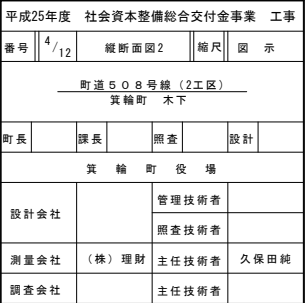 平成25年度 社会資本整備総合交付金事業 工事
番号 4/12 縦断面図2 縮尺 図示
町道508号線(2工区)
箕輪町 木下
町長 課長 照査 設計
箕輪町役場
設計会社 管理技術者
照査技術者
測量会社 (株)理財 主任技術者 久保田純
調査会社 主任技術者